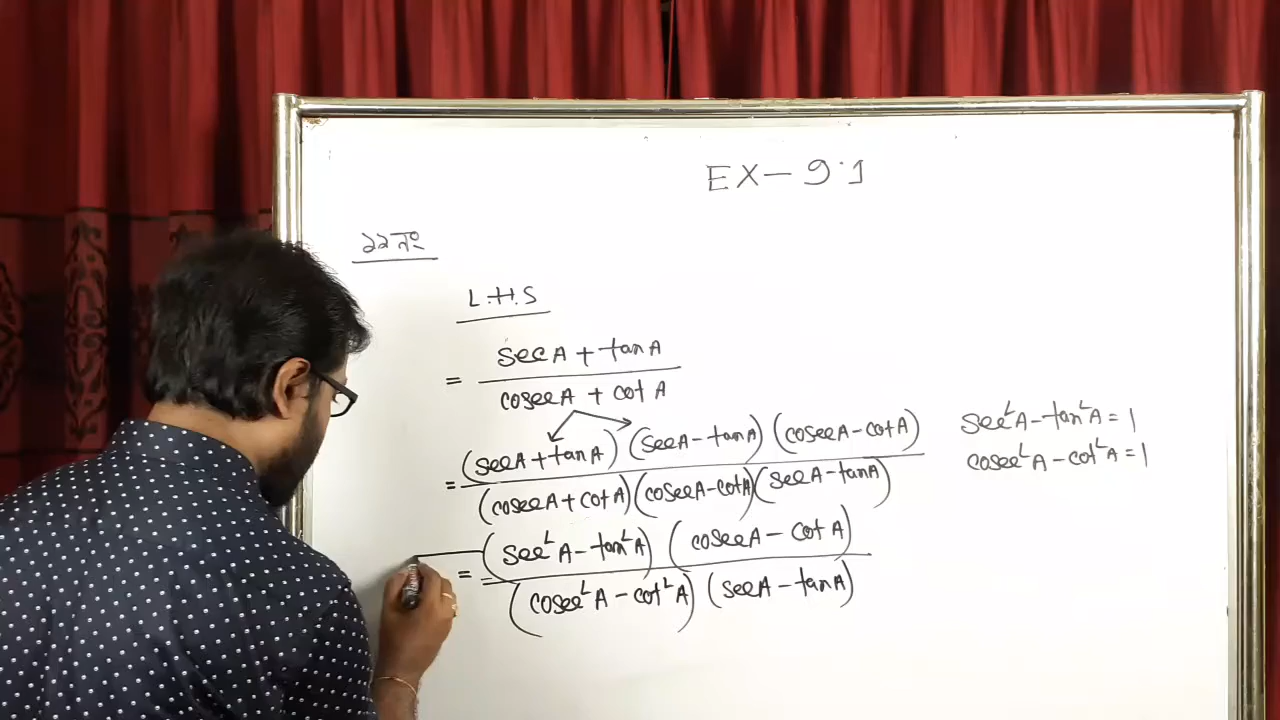 EX - 9.1
১১ নং
L.H.S
= secA + tanA / cosecA + cotA
= (secA + tanA) (secA - tanA) (cosecA - cotA) / (cosecA + cotA) (cosecA - cotA) (secA - tanA)
sec²A - tan²A = 1
cosec²A - cot²A = 1
= (sec²A - tan²A) (cosecA - cotA) / (cosec²A - cot²A) (secA - tanA)